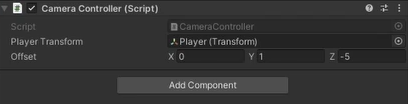 Camera Controller (Script)
Script CameraController
Player Transform Player (Transform)
Offset X 0 Y 1 Z -5
Add Component